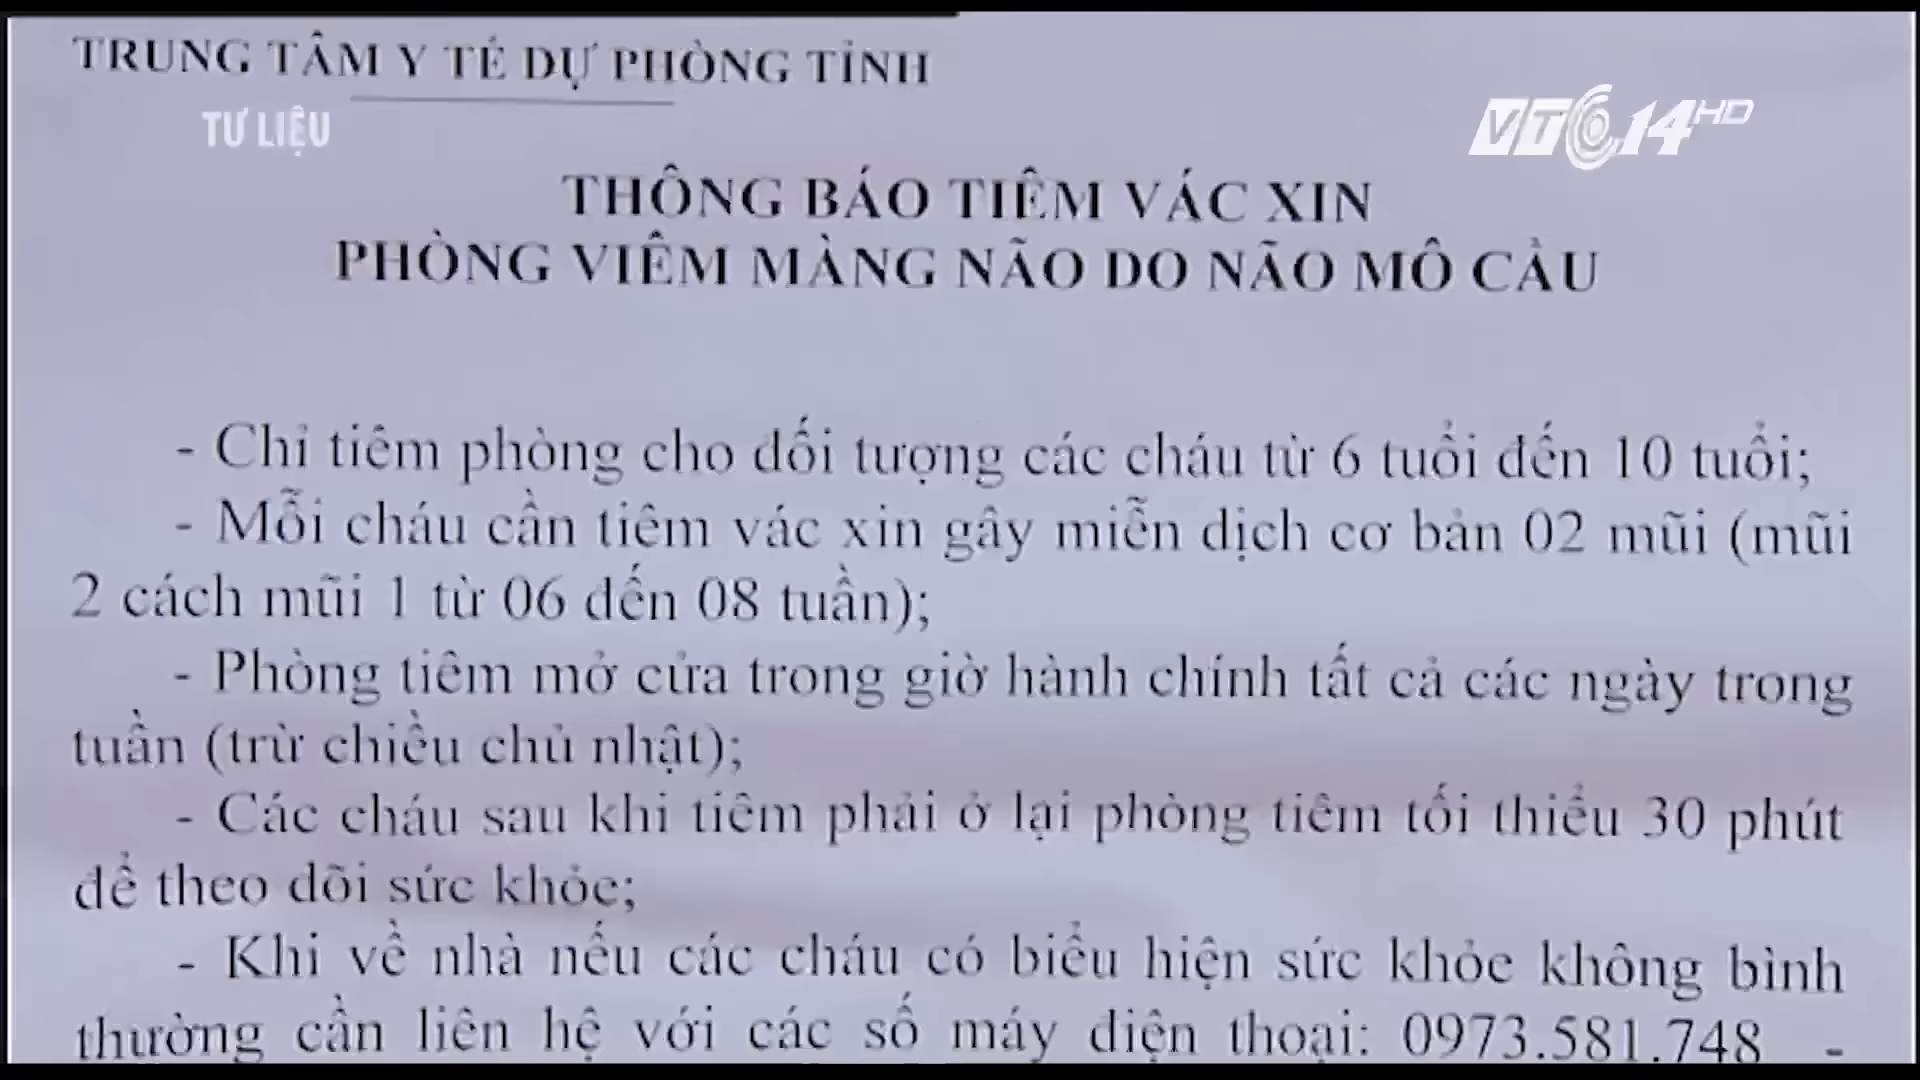 TRUNG TÂM Y TẾ DỰ PHÒNG TỈNH
TƯ LIỆU
VTC14HD
THÔNG BÁO TIÊM VÁC XIN
PHÒNG VIÊM MÀNG NÃO DO NÃO MÔ CẦU
- Chỉ tiêm phòng cho đối tượng các cháu từ 6 tuổi đến 10 tuổi;
- Mỗi cháu cần tiêm vác xin gây miễn dịch cơ bản 02 mũi (mũi
2 cách mũi 1 từ 06 đến 08 tuần);
- Phòng tiêm mở cửa trong giờ hành chính tất cả các ngày trong
tuần (trừ chiều chủ nhật);
- Các cháu sau khi tiêm phải ở lại phòng tiêm tối thiểu 30 phút
để theo dõi sức khỏe;
- Khi về nhà nếu các cháu có biểu hiện sức khỏe không bình
thường cần liên hệ với các số máy điện thoại: 0973.581.748 -